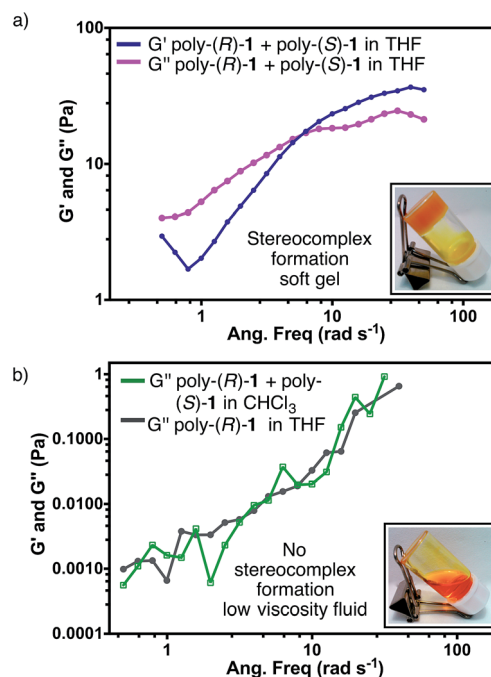 a)
G' poly-(R)-1 + poly-(S)-1 in THF
G" poly-(R)-1 + poly-(S)-1 in THF
G' and G" (Pa)
100
10
1
Stereocomplex
formation
soft gel
1
10
100
Ang. Freq (rad s⁻¹)
b)
G" poly-(R)-1 + poly-
(S)-1 in CHCl₃
G" poly-(R)-1 in THF
G' and G" (Pa)
1
0.1000
0.0100
0.0010
0.0001
No
stereocomplex
formation
low viscosity fluid
1
10
100
Ang. Freq (rad s⁻¹)